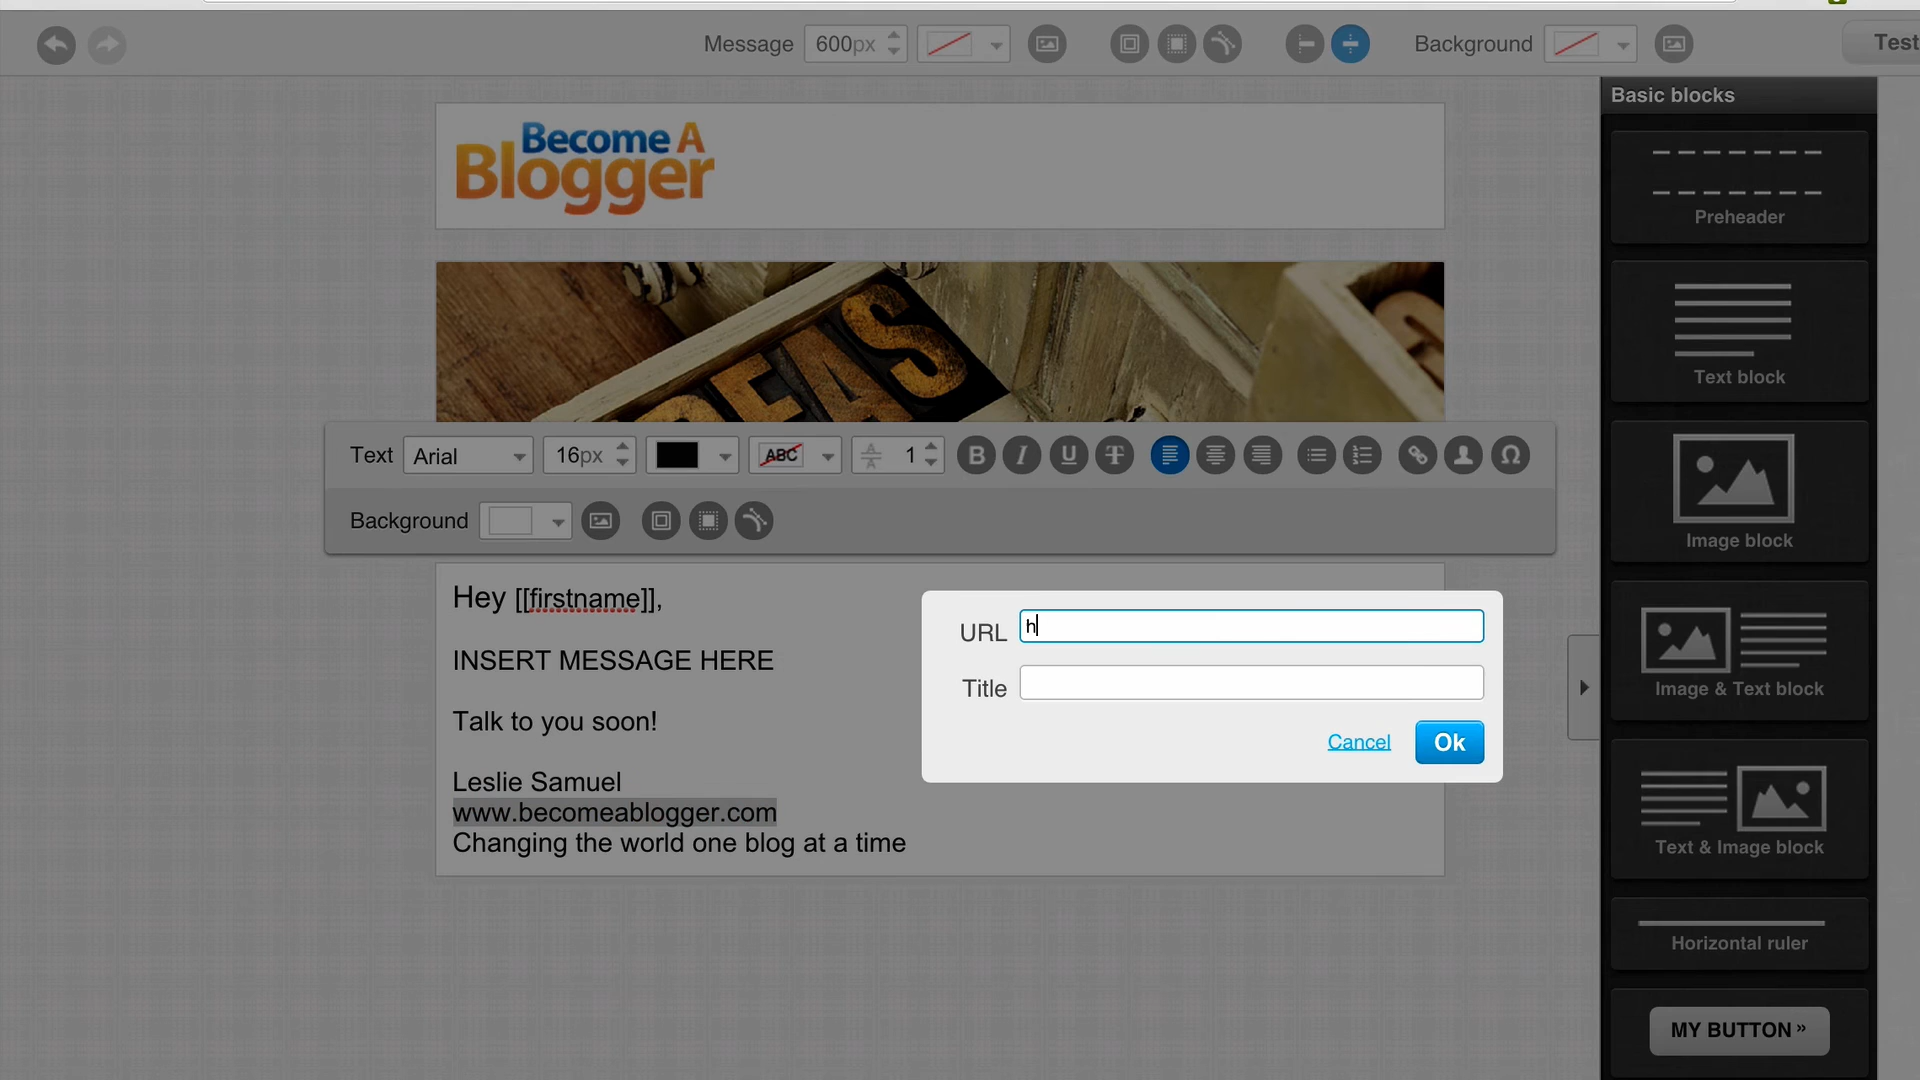 Message 600px Background Test
Basic blocks
Become A
Blogger
Preheader
EAS
Text block
Text Arial 16px ABC 1 B I U T Ω
Background
Image block
Hey [[firstname]],
URL h
INSERT MESSAGE HERE
Title
Image & Text block
Talk to you soon!
Cancel Ok
Leslie Samuel
www.becomeablogger.com
Changing the world one blog at a time
Text & Image block
Horizontal ruler
MY BUTTON »